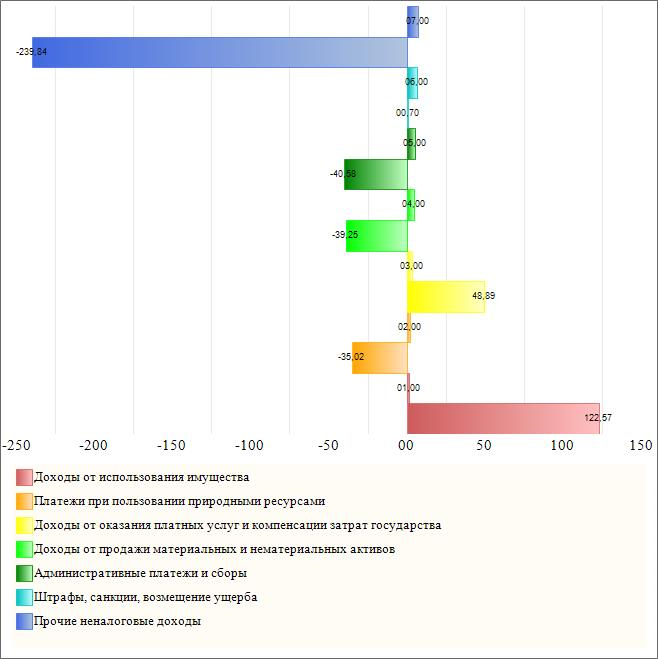 07,00
-239,84
06,00
00,70
05,00
-40,58
04,00
-39,25
03,00
48,89
02,00
-35,02
01,00
122,57
-250 -200 -150 -100 -50 00 50 100 150
Доходы от использования имущества
Платежи при пользовании природными ресурсами
Доходы от оказания платных услуг и компенсации затрат государства
Доходы от продажи материальных и нематериальных активов
Административные платежи и сборы
Штрафы, санкции, возмещение ущерба
Прочие неналоговые доходы